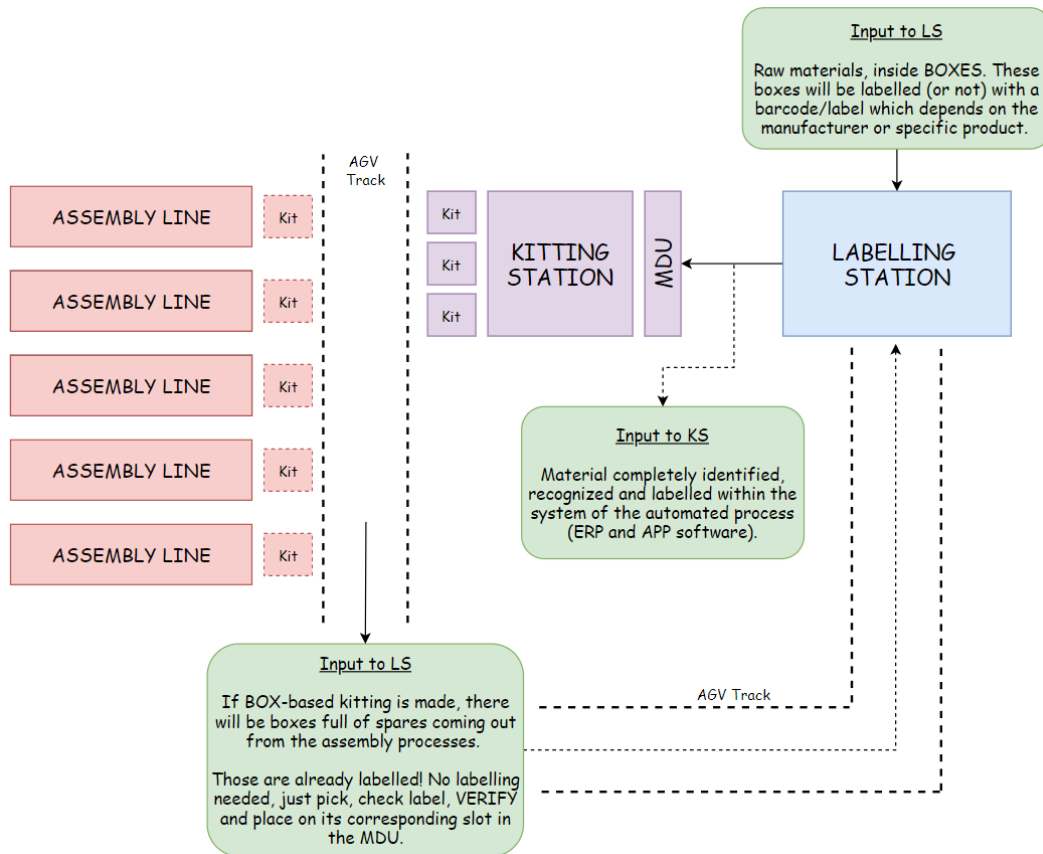 Input to LS
Raw materials, inside BOXES. These
boxes will be labelled (or not) with a
barcode/label which depends on the
manufacturer or specific product.
AGV
Track
ASSEMBLY LINE
Kit
ASSEMBLY LINE
Kit
ASSEMBLY LINE
Kit
ASSEMBLY LINE
Kit
ASSEMBLY LINE
Kit
Kit
Kit
Kit
KITTING
STATION
MDU
LABELLING
STATION
Input to KS
Material completely identified,
recognized and labelled within the
system of the automated process
(ERP and APP software).
Input to LS
If BOX-based kitting is made, there
will be boxes full of spares coming out
from the assembly processes.
Those are already labelled! No labelling
needed, just pick, check label, VERIFY
and place on its corresponding slot in
the MDU.
AGV Track